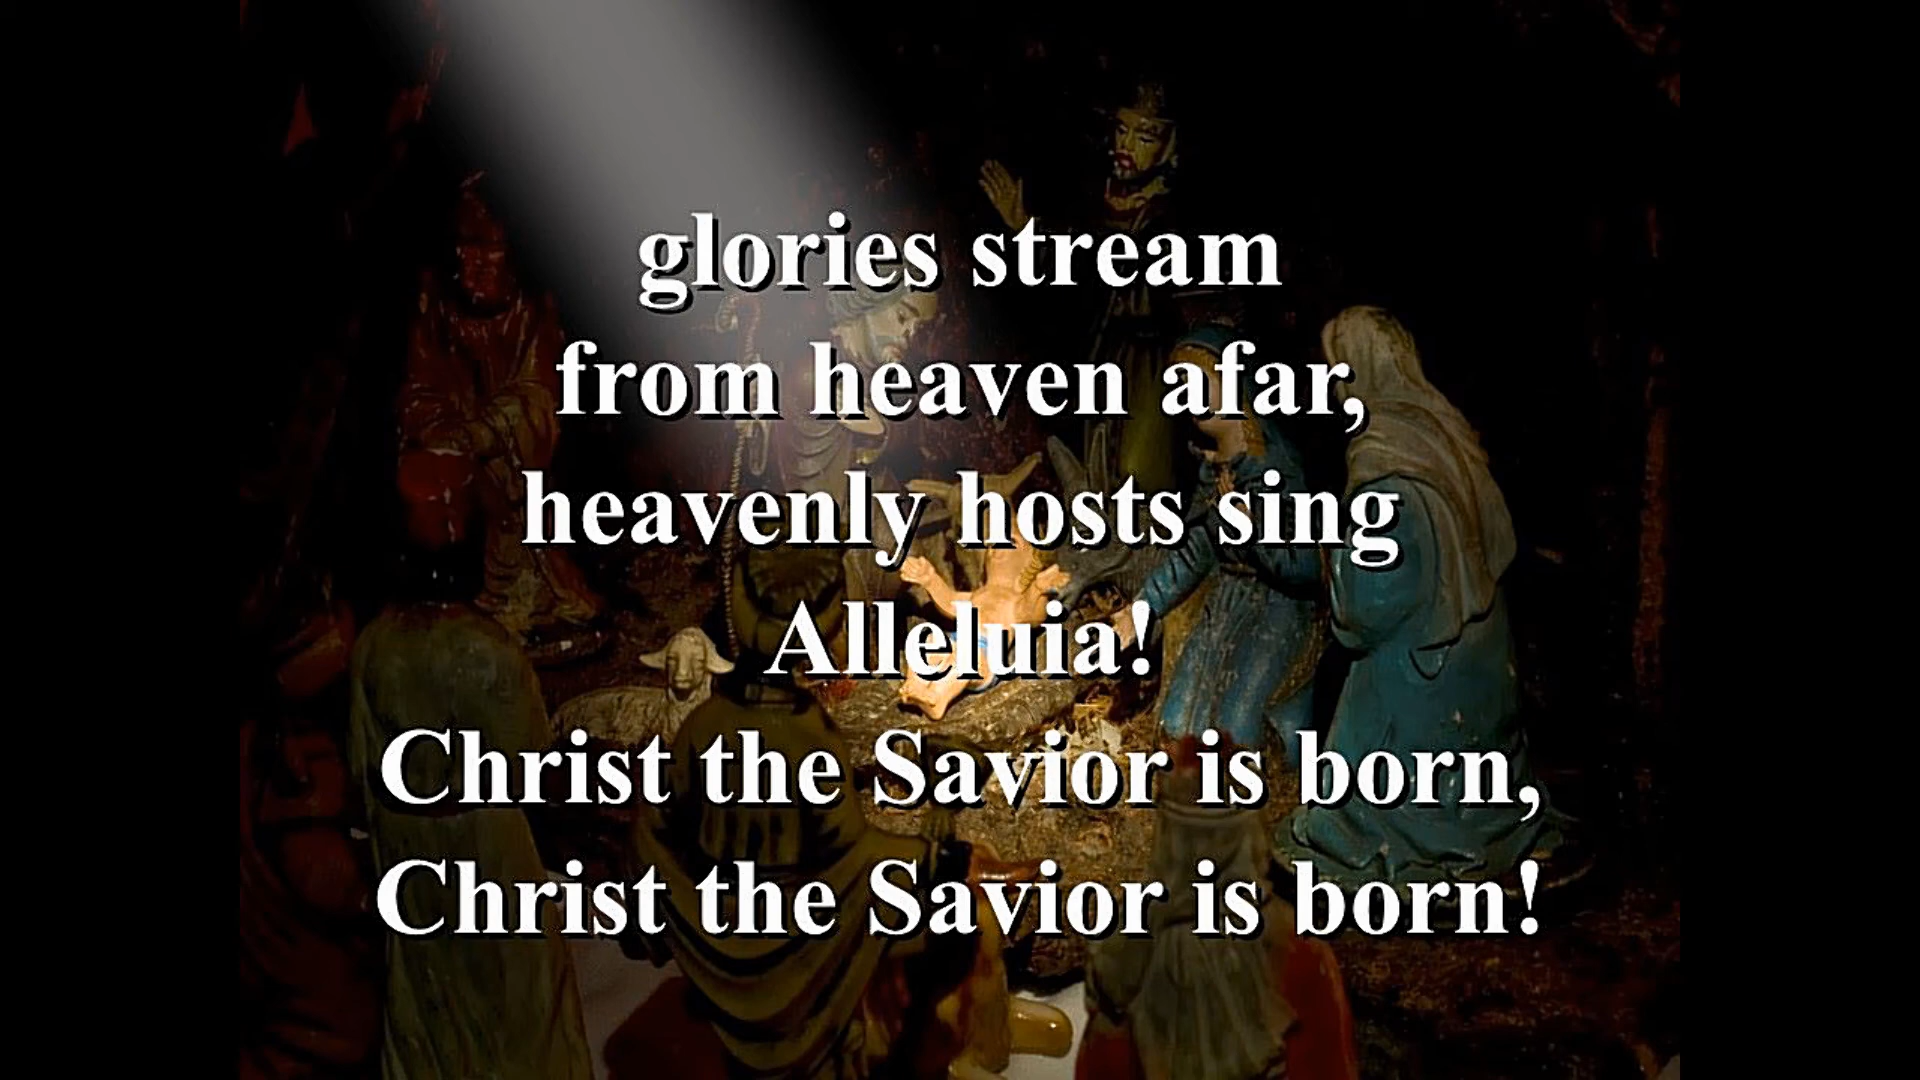 glories stream
from heaven afar,
heavenly hosts sing
Alleluia!
Christ the Savior is born,
Christ the Savior is born!